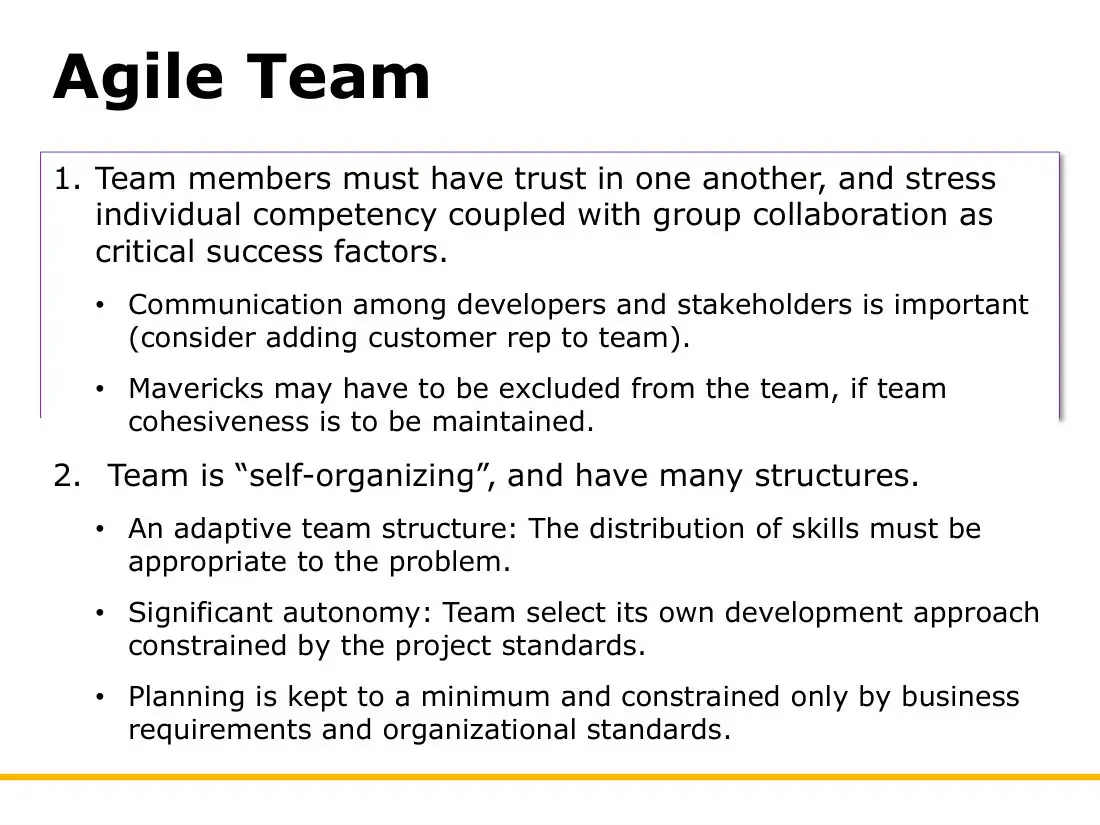 Agile Team
1. Team members must have trust in one another, and stress
individual competency coupled with group collaboration as
critical success factors.
• Communication among developers and stakeholders is important
(consider adding customer rep to team).
• Mavericks may have to be excluded from the team, if team
cohesiveness is to be maintained.
2. Team is “self-organizing”, and have many structures.
• An adaptive team structure: The distribution of skills must be
appropriate to the problem.
• Significant autonomy: Team select its own development approach
constrained by the project standards.
• Planning is kept to a minimum and constrained only by business
requirements and organizational standards.